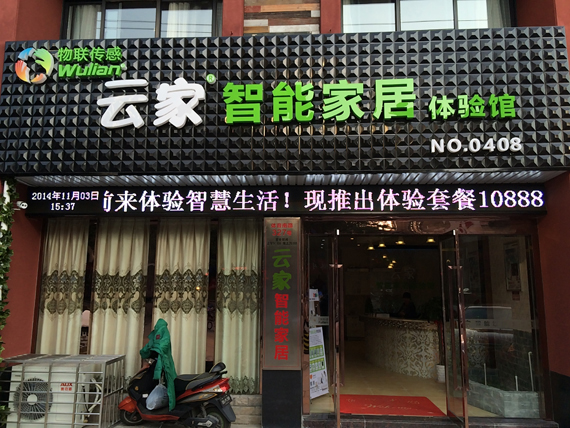 物联传感
Wulian
云家 智能家居 体验馆
NO.0408
2014年11月03日
15:37
来体验智慧生活！现推出体验套餐10888
云家智能家居
AUX